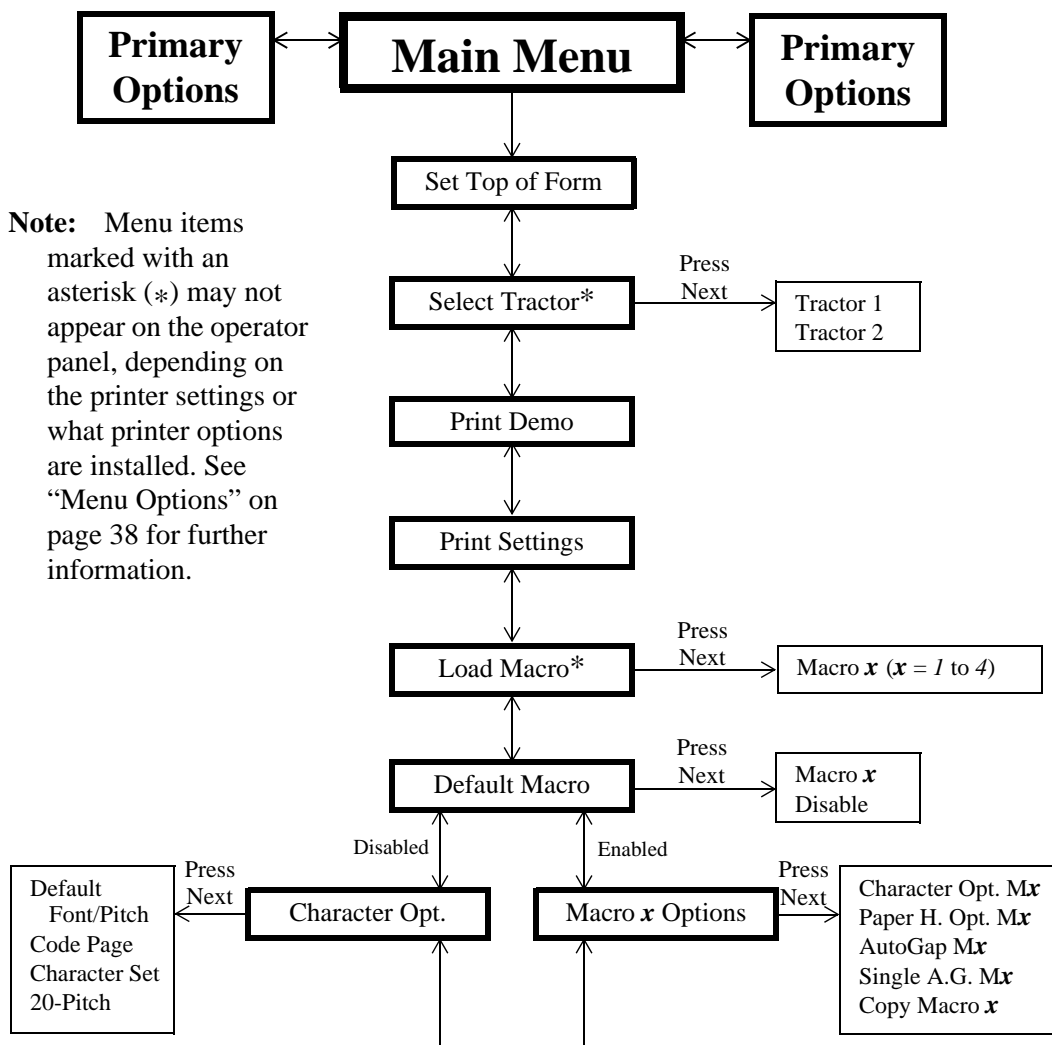 Primary
Options
Main Menu
Primary
Options
Set Top of Form
Note: Menu items
marked with an
asterisk (*) may not
appear on the operator
panel, depending on
the printer settings or
what printer options
are installed. See
“Menu Options” on
page 38 for further
information.
Select Tractor*
Press
Next
Tractor 1
Tractor 2
Print Demo
Print Settings
Load Macro*
Press
Next
Macro x (x = 1 to 4)
Default Macro
Press
Next
Macro x
Disable
Disabled
Enabled
Default
Font/Pitch
Code Page
Character Set
20-Pitch
Press
Next
Character Opt.
Macro x Options
Press
Next
Character Opt. Mx
Paper H. Opt. Mx
AutoGap Mx
Single A.G. Mx
Copy Macro x